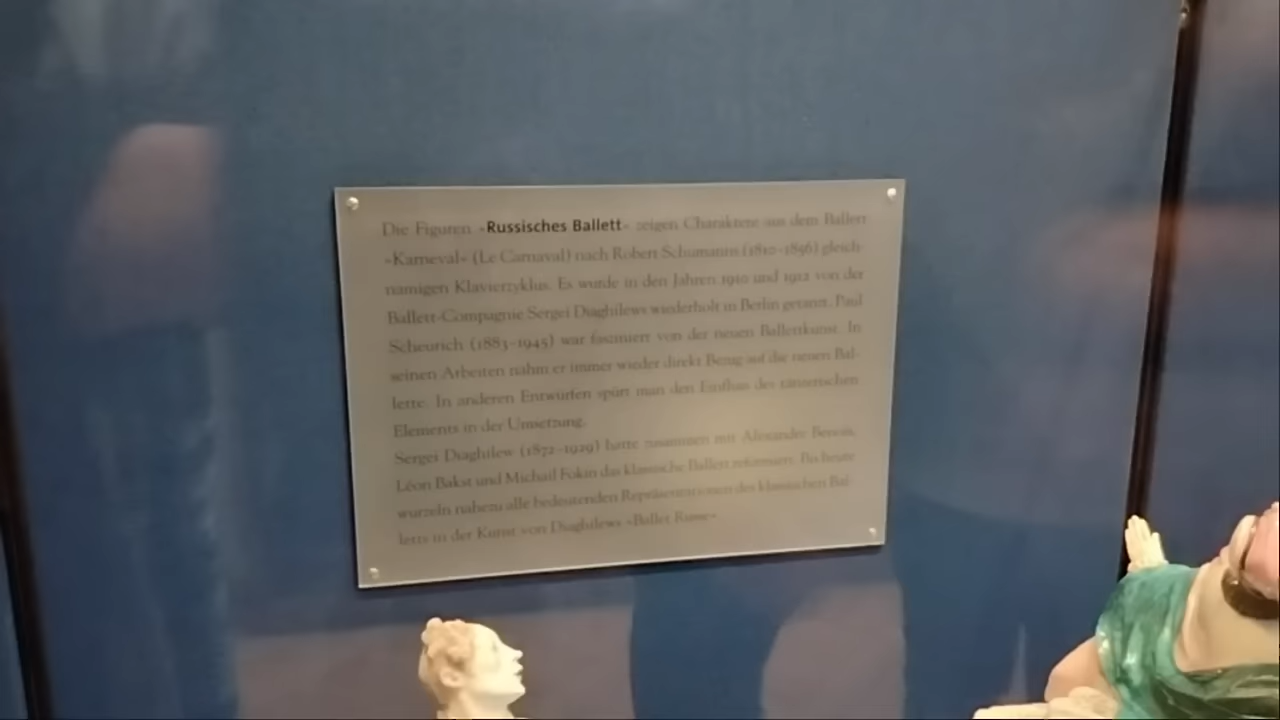 Die Figuren »Russisches Ballett« zeigen Charaktere aus dem Ballett
»Karneval« (Le Carnaval) nach Robert Schumanns (1810–1856) gleich-
namigen Klavierzyklus. Es wurde in den Jahren 1910 und 1912 von der
Ballett-Compagnie Sergei Diaghilews wiederholt in Berlin getanzt. Paul
Scheurich (1883–1945) war fasziniert von der neuen Ballettkunst. In
seinen Arbeiten nahm er immer wieder direkt Bezug auf die neuen Bal-
lette. In anderen Entwürfen spürt man den Einfluss des tänzerischen
Elements in der Umsetzung.
Sergei Diaghilew (1872–1929) hatte zusammen mit Alexander Benois,
Léon Bakst und Michail Fokin das klassische Ballett reformiert. Bis heute
wurzeln nahezu alle bedeutenden Repräsentationen des klassischen Bal-
letts in der Kunst von Diaghilews »Ballet Russe«.